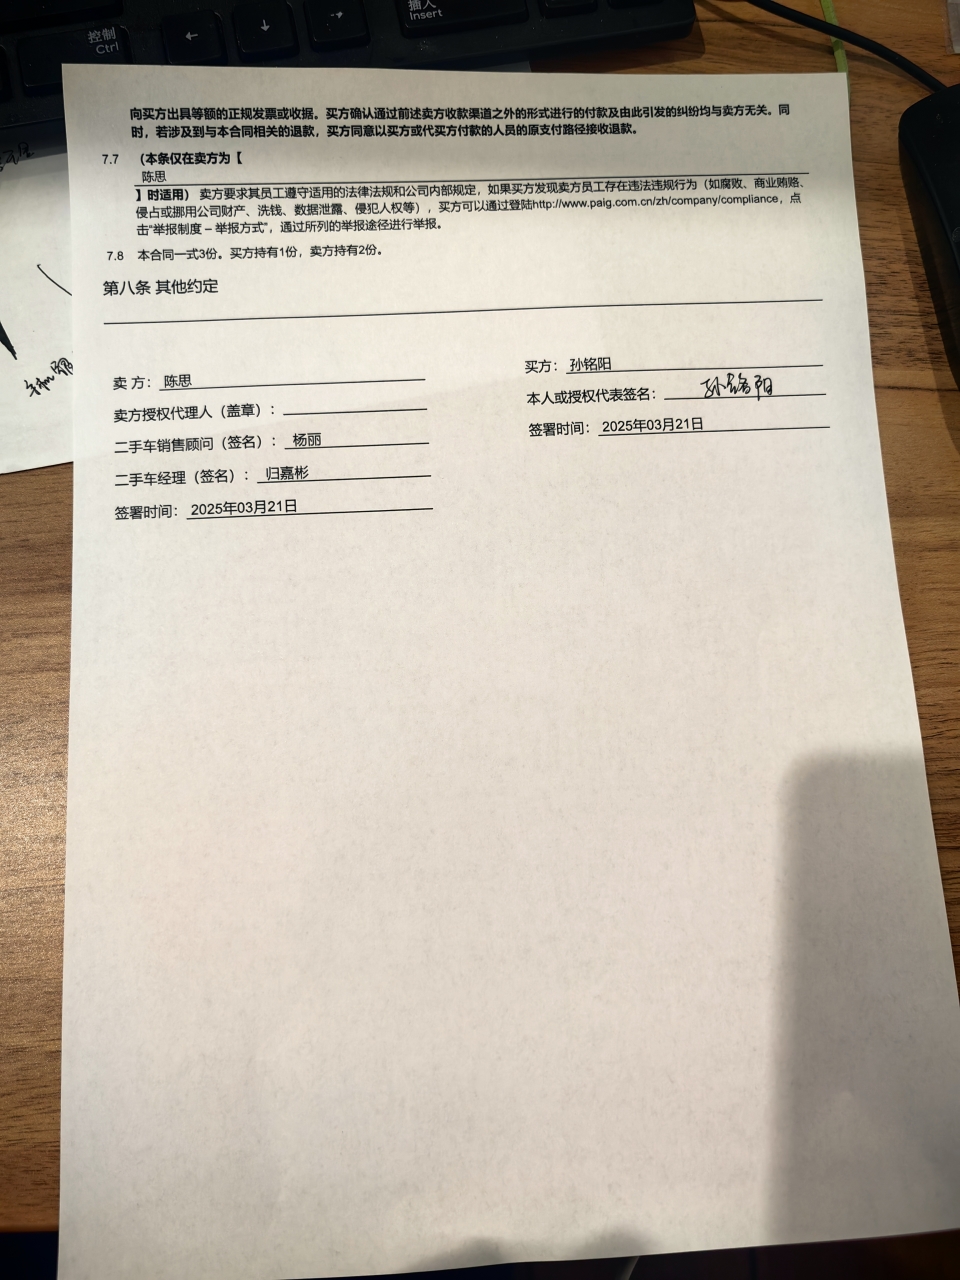 控制
Ctrl
←
↓
→
插入
Insert
向买方出具等额的正规发票或收据。买方确认通过前述卖方收款渠道之外的形式进行的付款及由此引发的纠纷均与卖方无关。同
时，若涉及到与本合同相关的退款，买方同意以买方或代买方付款的人员的原支付路径接收退款。
7.7 （本条仅在卖方为【
陈思
】时适用） 卖方要求其员工遵守适用的法律法规和公司内部规定，如果买方发现卖方员工存在违法违规行为（如腐败、商业贿赂、
侵占或挪用公司财产、洗钱、数据泄露、侵犯人权等），买方可以通过登陆http://www.paig.com.cn/zh/company/compliance，点
击“举报制度 – 举报方式”，通过所列的举报途径进行举报。
7.8 本合同一式3份。买方持有1份，卖方持有2份。
第八条 其他约定
卖 方： 陈思
卖方授权代理人（盖章）：
二手车销售顾问（签名）： 杨丽
二手车经理（签名）： 归嘉彬
签署时间： 2025年03月21日
买方： 孙铭阳
本人或授权代表签名： 孙铭阳
签署时间： 2025年03月21日